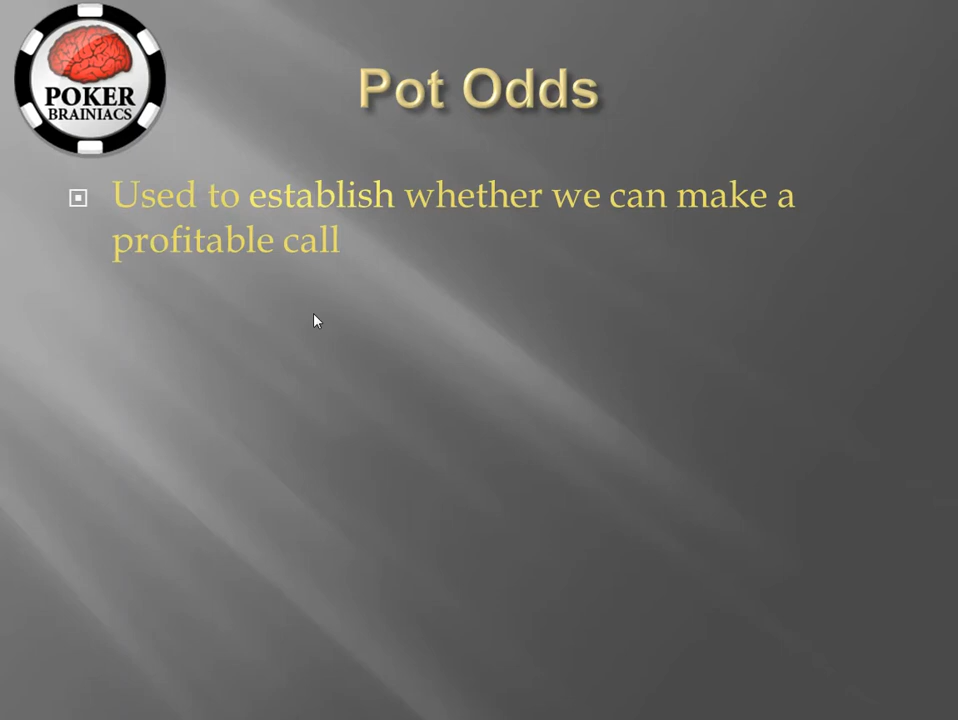 POKER
BRAINIACS
Pot Odds
Used to establish whether we can make a
profitable call